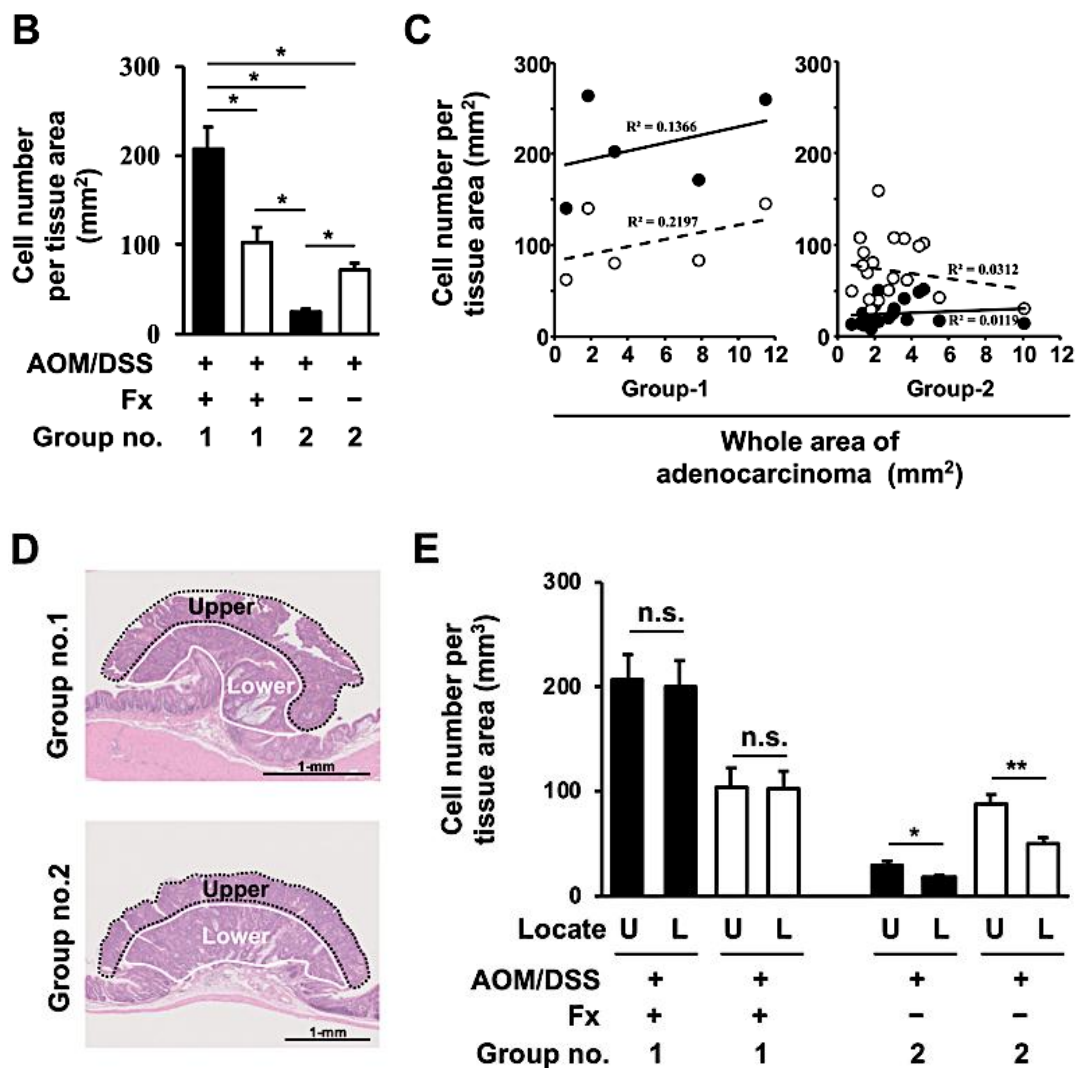 B
Cell number
per tissue area
(mm²)
300
200
100
0
*
*
*
*
*
AOM/DSS + + + +
Fx + + – –
Group no. 1 1 2 2
C
Cell number per
tissue area (mm²)
300
200
100
0
R² = 0.1366
R² = 0.2197
0 2 4 6 8 10 12
Group-1
300
200
100
0
R² = 0.0312
R² = 0.0119
0 2 4 6 8 10 12
Group-2
Whole area of
adenocarcinoma (mm²)
D
Group no.1
Upper
Lower
1-mm
Group no.2
Upper
Lower
1-mm
E
Cell number per
tissue area (mm³)
300
200
100
0
n.s.
n.s.
*
**
Locate U L U L U L U L
AOM/DSS + + + +
Fx + + – –
Group no. 1 1 2 2